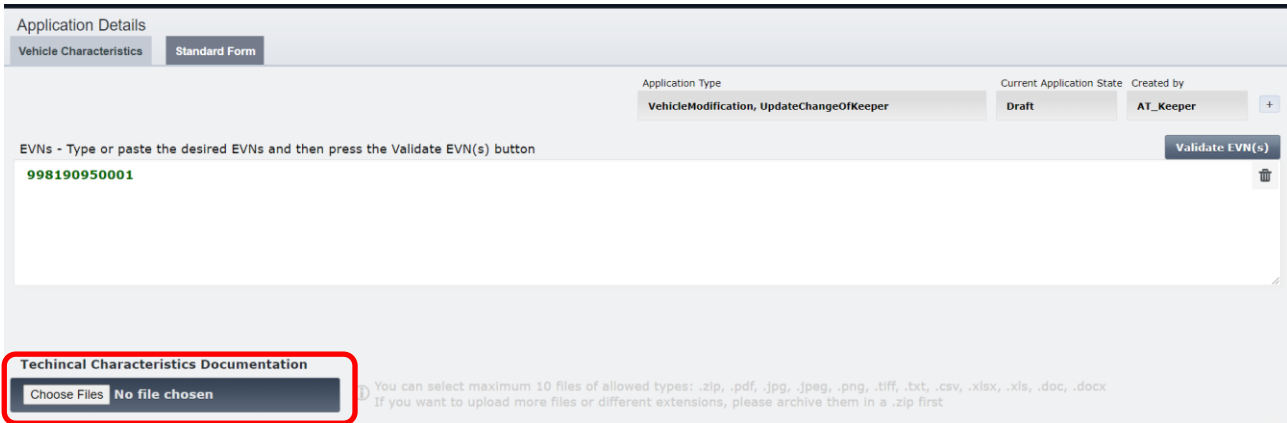 Application Details
Vehicle Characteristics Standard Form
Application Type Current Application State Created by
VehicleModification, UpdateChangeOfKeeper Draft AT_Keeper +
EVNs - Type or paste the desired EVNs and then press the Validate EVN(s) button Validate EVN(s)
998190950001
Techincal Characteristics Documentation
Choose Files No file chosen
You can select maximum 10 files of allowed types: .zip, .pdf, .jpg, .jpeg, .png, .tiff, .txt, .csv, .xlsx, .xls, .doc, .docx
If you want to upload more files or different extensions, please archive them in a .zip first